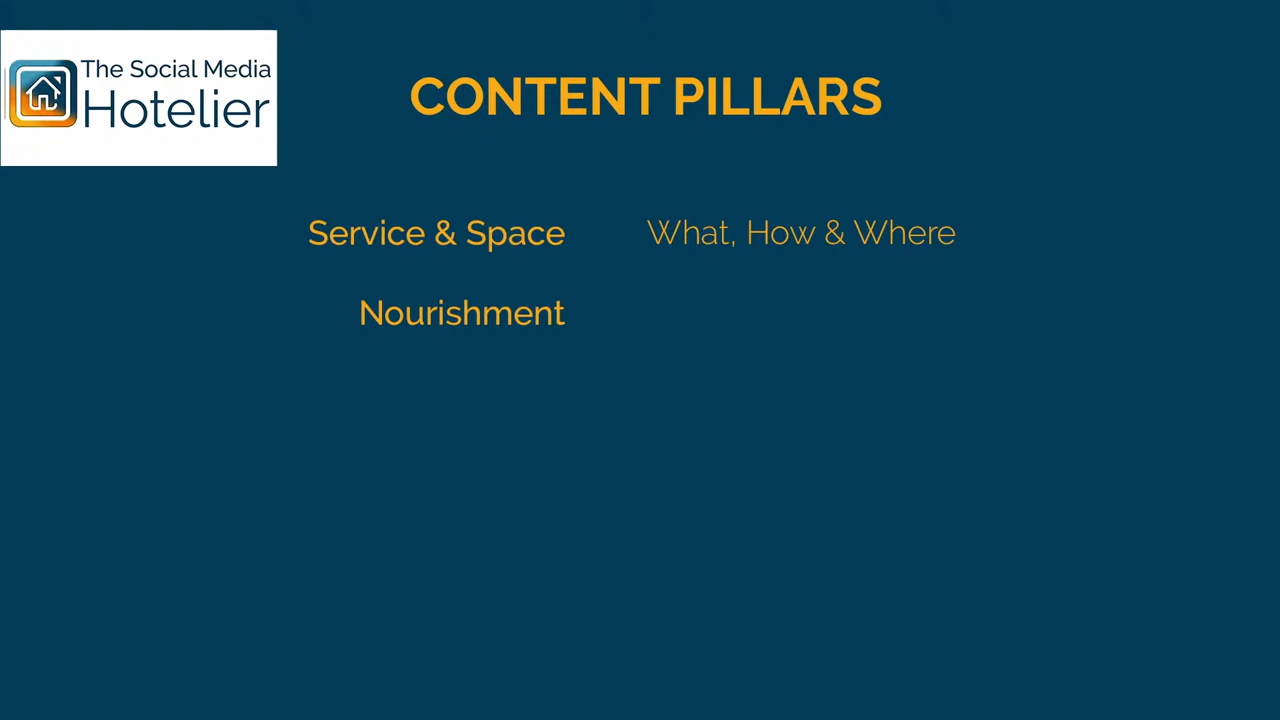 The Social Media
Hotelier
CONTENT PILLARS
Service & Space What, How & Where
Nourishment